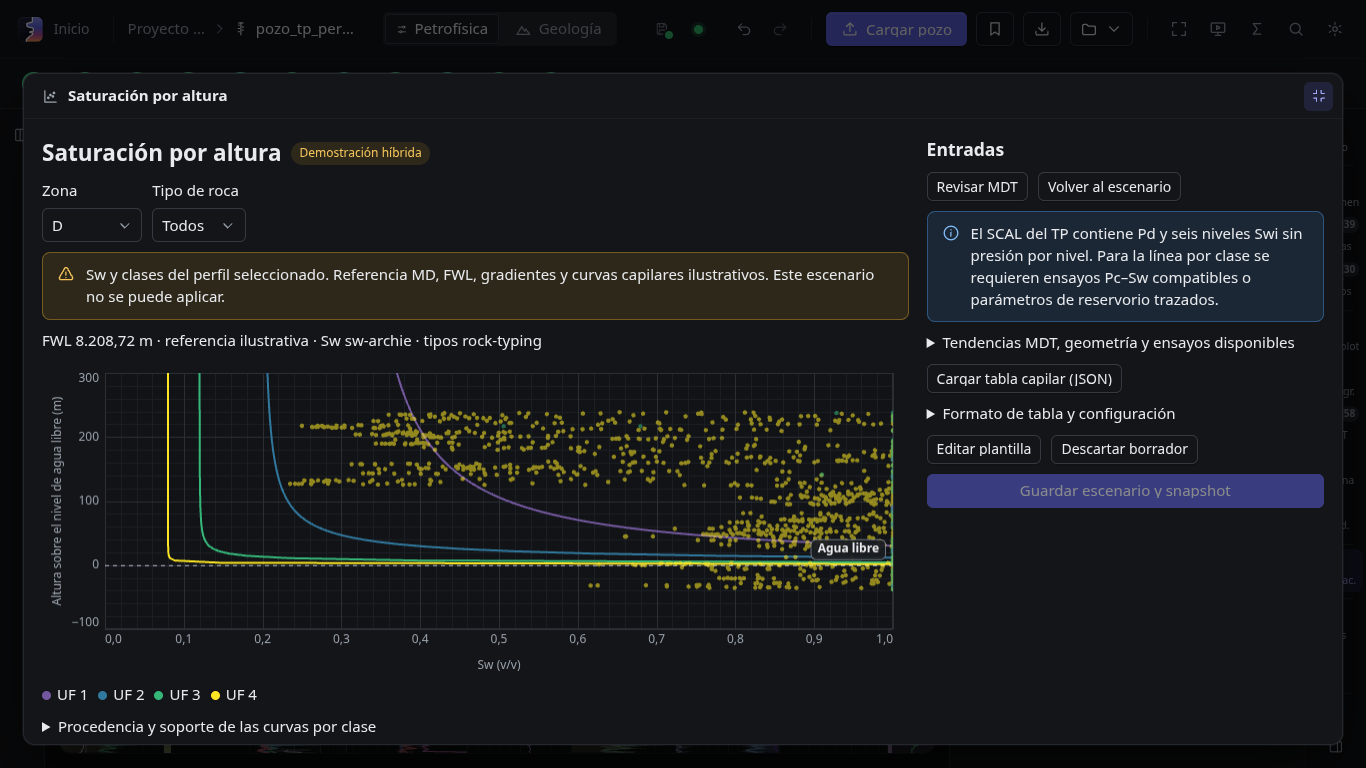 Inicio
Proyecto ...
pozo_tp_per...
Petrofísica
Geología
Cargar pozo
Saturación por altura
Saturación por altura
Demostración híbrida
Zona
Tipo de roca
D
Todos
Sw y clases del perfil seleccionado. Referencia MD, FWL, gradientes y curvas capilares ilustrativos. Este escenario
no se puede aplicar.
FWL 8.208,72 m · referencia ilustrativa · Sw sw-archie · tipos rock-typing
Altura sobre el nivel de agua libre (m)
300
200
100
0
−100
Agua libre
0,0
0,1
0,2
0,3
0,4
0,5
0,6
0,7
0,8
0,9
1,0
Sw (v/v)
UF 1
UF 2
UF 3
UF 4
Procedencia y soporte de las curvas por clase
Entradas
Revisar MDT
Volver al escenario
El SCAL del TP contiene Pd y seis niveles Swi sin
presión por nivel. Para la línea por clase se
requieren ensayos Pc–Sw compatibles o
parámetros de reservorio trazados.
Tendencias MDT, geometría y ensayos disponibles
Cargar tabla capilar (JSON)
Formato de tabla y configuración
Editar plantilla
Descartar borrador
Guardar escenario y snapshot